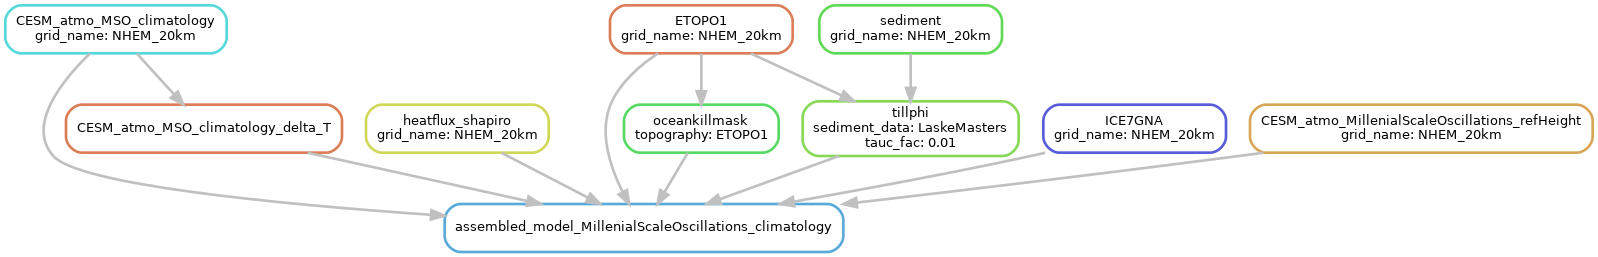 CESM_atmo_MSO_climatology
grid_name: NHEM_20km
ETOPO1
grid_name: NHEM_20km
sediment
grid_name: NHEM_20km
CESM_atmo_MSO_climatology_delta_T
heatflux_shapiro
grid_name: NHEM_20km
oceankillmask
topography: ETOPO1
tillphi
sediment_data: LaskeMasters
tauc_fac: 0.01
ICE7GNA
grid_name: NHEM_20km
CESM_atmo_MillenialScaleOscillations_refHeight
grid_name: NHEM_20km
assembled_model_MillenialScaleOscillations_climatology